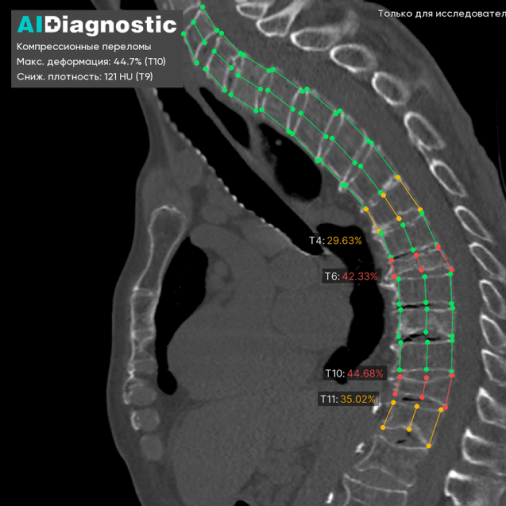 AIDiagnostic
Только для исследовател
Компрессионные переломы
Макс. деформация: 44.7% (T10)
Сниж. плотность: 121 HU (T9)
T4: 29.63%
T6: 42.33%
T10: 44.68%
T11: 35.02%